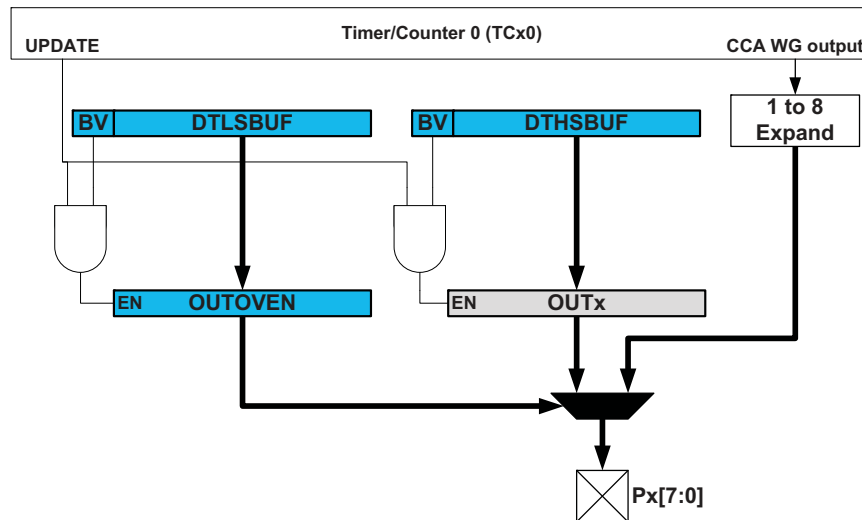 Timer/Counter 0 (TCx0)
UPDATE
CCA WG output
BV DTLSBUF
BV DTHSBUF
1 to 8
Expand
EN OUTOVEN
EN OUTx
Px[7:0]